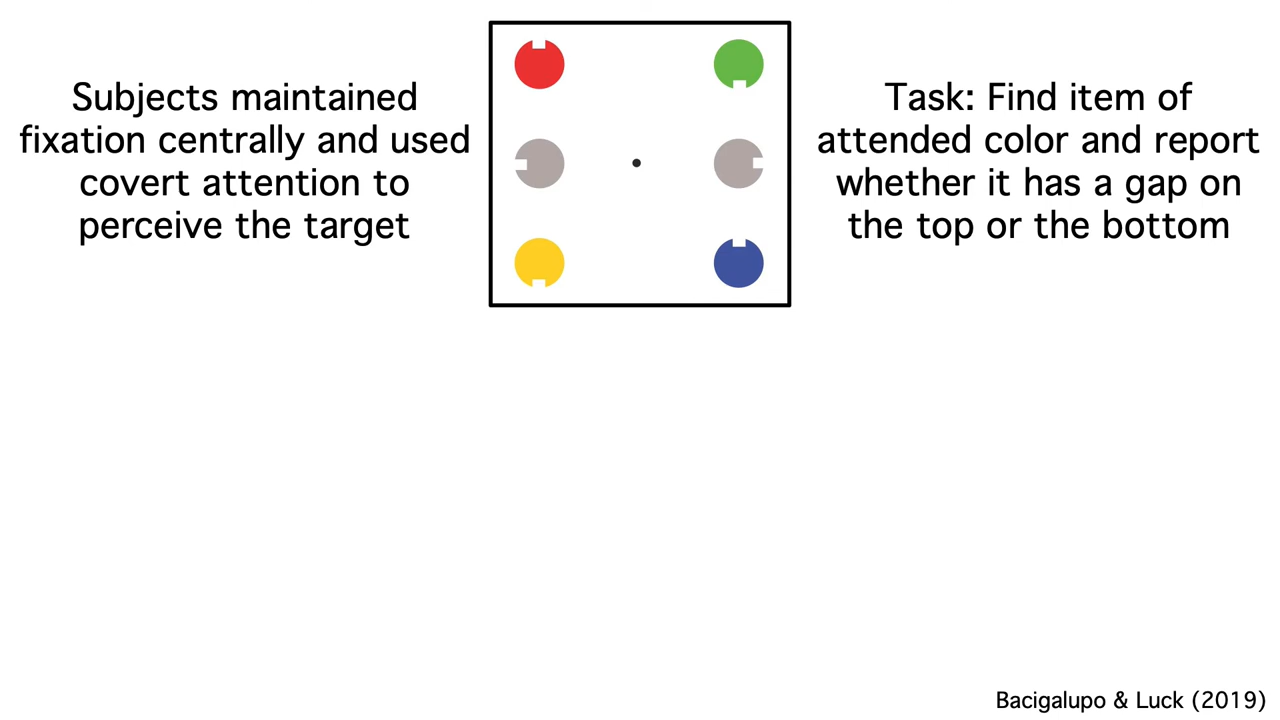 Subjects maintained
fixation centrally and used
covert attention to
perceive the target
Task: Find item of
attended color and report
whether it has a gap on
the top or the bottom
Bacigalupo & Luck (2019)